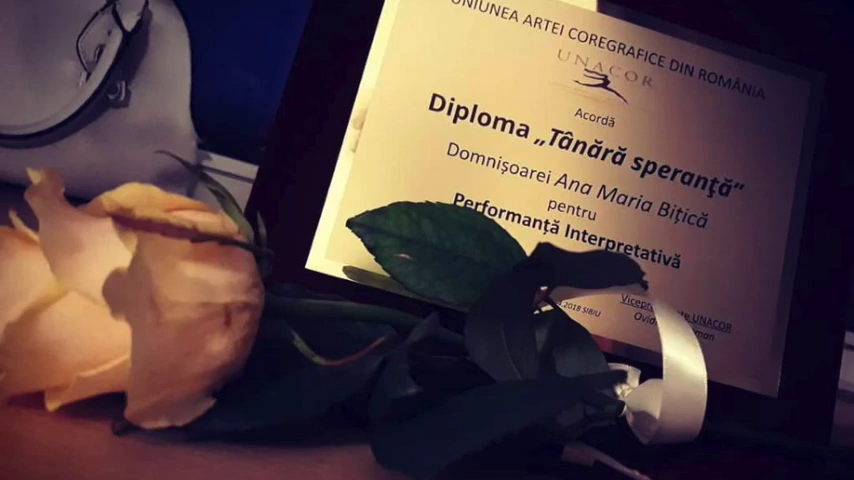 UNIUNEA ARTEI COREGRAFICE DIN ROMÂNIA
UNACOR
Acordă
Diploma „Tânără speranţă”
Domnișoarei Ana Maria Bițică
pentru
Performanță Interpretativă
2018 SIBIU
UNACOR